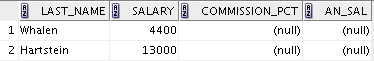 LAST_NAME SALARY COMMISSION_PCT AN_SAL
1 Whalen 4400 (null) (null)
2 Hartstein 13000 (null) (null)